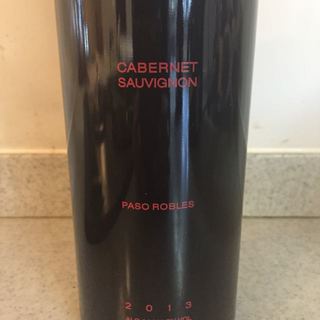 CABERNET
SAUVIGNON
PASO ROBLES
2013